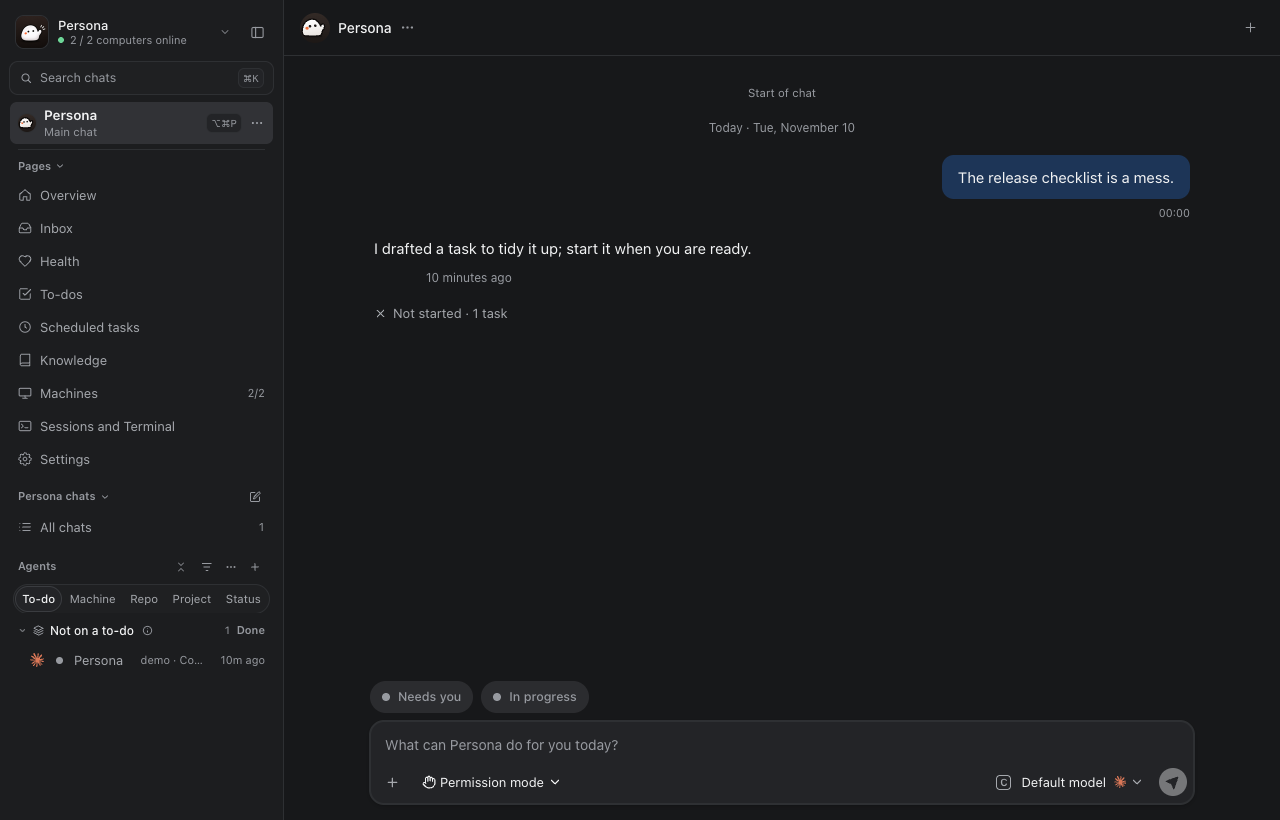 Persona
2 / 2 computers online
Search chats
⌘K
Persona
Main chat
⌥⌘P
Pages
Overview
Inbox
Health
To-dos
Scheduled tasks
Knowledge
Machines
2/2
Sessions and Terminal
Settings
Persona chats
All chats
1
Agents
To-do
Machine
Repo
Project
Status
Not on a to-do
1 Done
Persona
demo · Co...
10m ago
Persona
Start of chat
Today · Tue, November 10
The release checklist is a mess.
00:00
I drafted a task to tidy it up; start it when you are ready.
10 minutes ago
Not started · 1 task
Needs you
In progress
What can Persona do for you today?
Permission mode
C
Default model